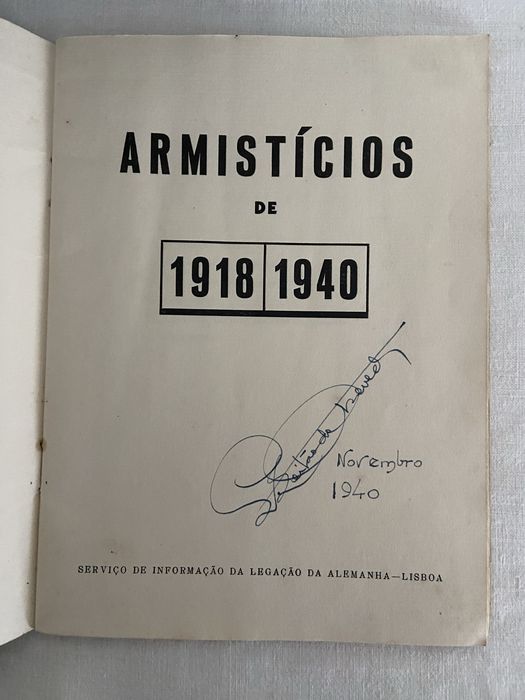 ARMISTÍCIOS
DE
1918 1940
Novembro
1940
SERVIÇO DE INFORMAÇÃO DA LEGAÇÃO DA ALEMANHA—LISBOA